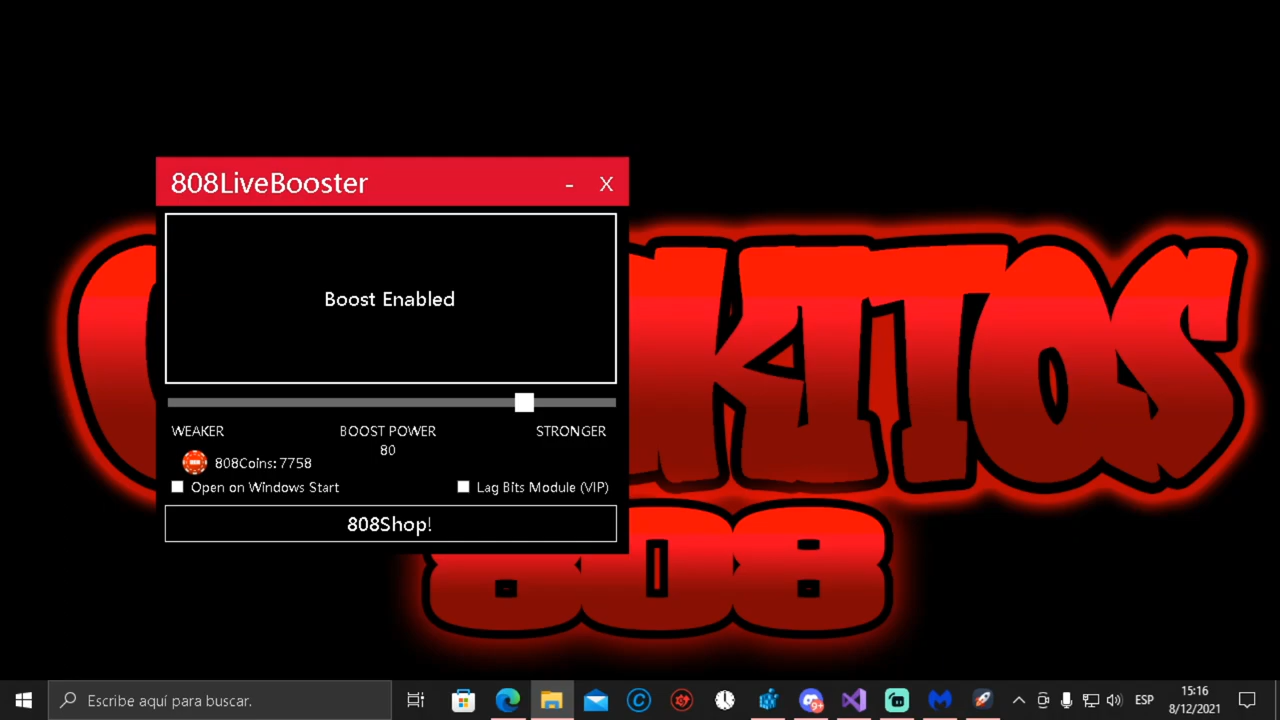 808LiveBooster
- X
Boost Enabled
WEAKER BOOST POWER STRONGER
80
808Coins: 7758
Open on Windows Start Lag Bits Module (VIP)
808Shop!
KITOS
808
Escribe aquí para buscar.
9+
ESP
15:16
8/12/2021